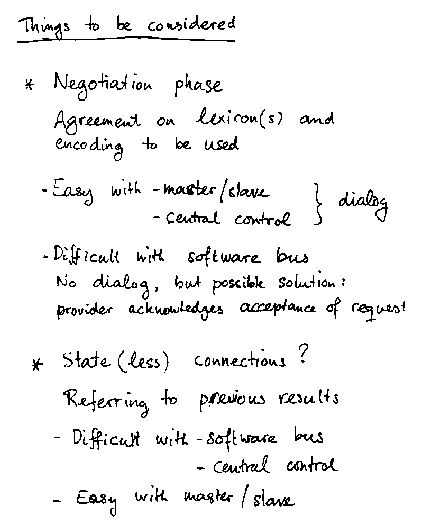 Things to be considered
* Negotiation phase
Agreement on lexicon(s) and
encoding to be used
- Easy with - master/slave
- central control } dialog
- Difficult with software bus
No dialog, but possible solution:
provider acknowledges acceptance of request
* State (less) connections?
Referring to previous results
- Difficult with - software bus
- central control
- Easy with master/slave